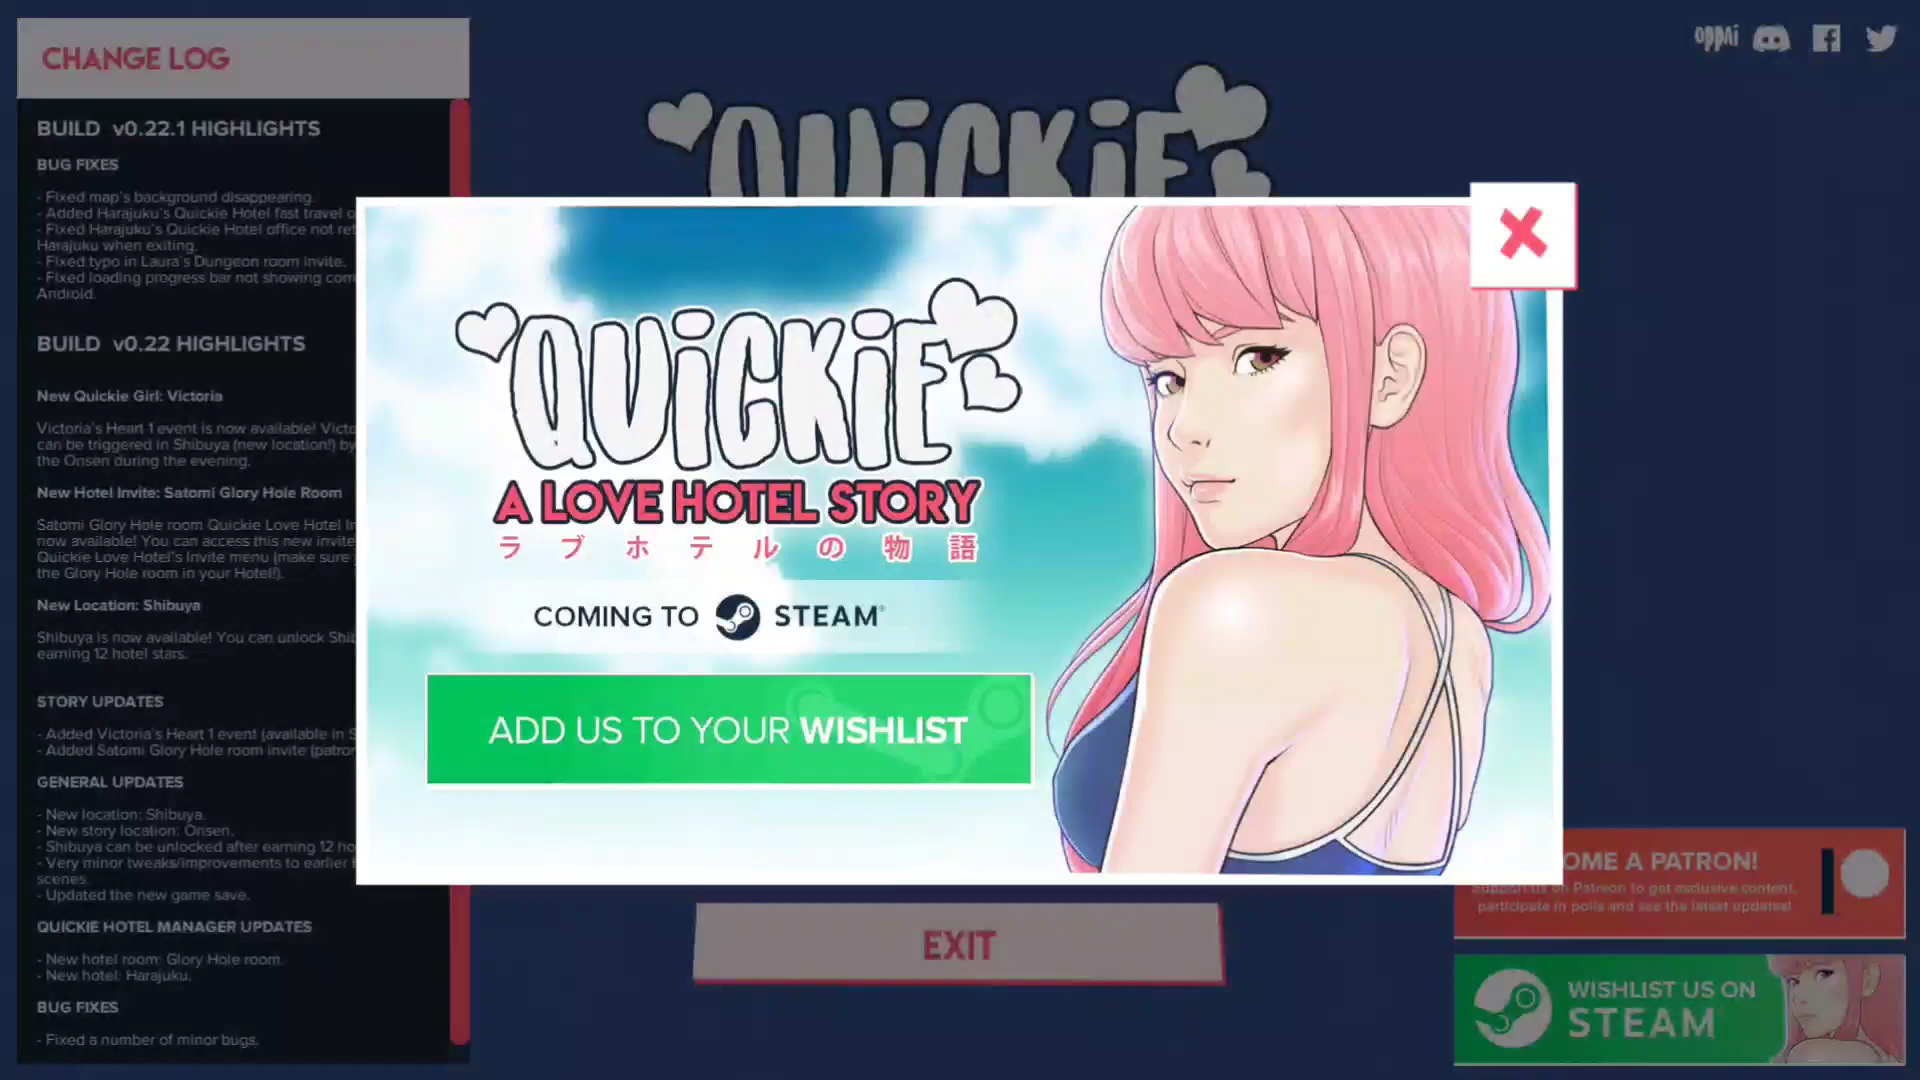 CHANGE LOG
BUILD v0.22.1 HIGHLIGHTS
BUG FIXES
- Fixed map's background disappearing.
- Added Harajuku's Quickie Hotel fast travel
- Fixed Harajuku's Quickie Hotel office not
Harajuku when exiting.
- Fixed typo in Laura's Dungeon room invite.
- Fixed loading progress bar not showing
Android.
BUILD v0.22 HIGHLIGHTS
New Quickie Girl: Victoria
Victoria's Heart 1 event is now available!
can be triggered in Shibuya (new location!) by
the Onsen during the evening.
New Hotel Invite: Satomi Glory Hole Room
Satomi Glory Hole room Quickie Love Hotel
now available! You can access this new invite
Quickie Love Hotel's Invite menu (make sure
the Glory Hole room in your Hotel!).
New Location: Shibuya
Shibuya is now available! You can unlock
earning 12 hotel stars.
STORY UPDATES
- Added Victoria's Heart 1 event (available in
- Added Satomi Glory Hole room invite
GENERAL UPDATES
- New location: Shibuya.
- New story location: Onsen.
- Shibuya can be unlocked after earning 12
- Very minor tweaks/improvements to earlier
scenes.
- Updated the new game save.
QUICKIE HOTEL MANAGER UPDATES
- New hotel room: Glory Hole room.
- New hotel: Harajuku.
BUG FIXES
- Fixed a number of minor bugs.
OPPAI
QUICKIE
QUICKIE
A LOVE HOTEL STORY
ラブホテルの物語
COMING TO STEAM
ADD US TO YOUR WISHLIST
EXIT
OME A PATRON!
Support us on Patreon to get exclusive content,
participate in polls and see the latest updates!
WISHLIST US ON
STEAM